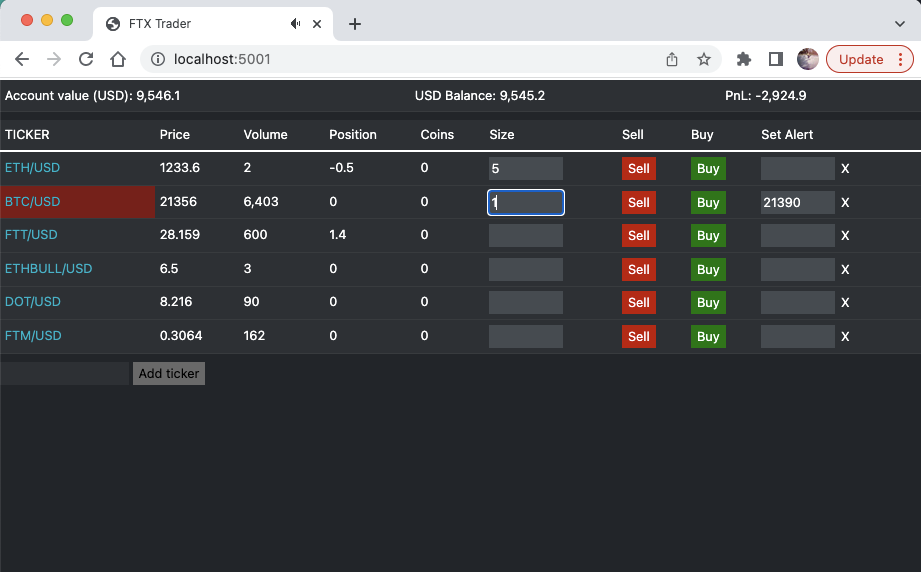 FTX Trader
localhost:5001
Update
Account value (USD): 9,546.1 USD Balance: 9,545.2 PnL: -2,924.9
TICKER Price Volume Position Coins Size Sell Buy Set Alert
ETH/USD 1233.6 2 -0.5 0 5 Sell Buy X
BTC/USD 21356 6,403 0 0 1 Sell Buy 21390 X
FTT/USD 28.159 600 1.4 0 Sell Buy X
ETHBULL/USD 6.5 3 0 0 Sell Buy X
DOT/USD 8.216 90 0 0 Sell Buy X
FTM/USD 0.3064 162 0 0 Sell Buy X
Add ticker